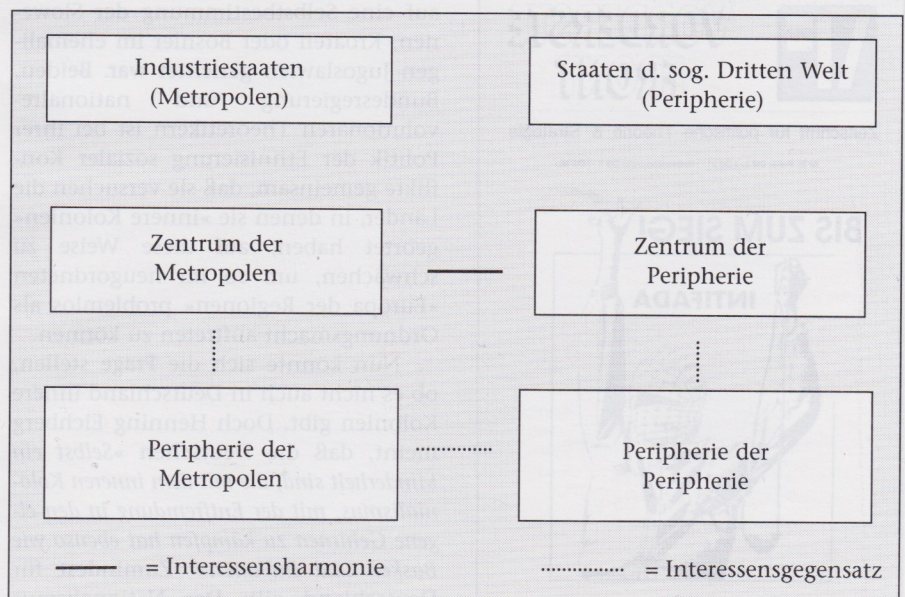 Industriestaaten
(Metropolen)
Staaten d. sog. Dritten Welt
(Peripherie)
Zentrum der
Metropolen
Zentrum der
Peripherie
Peripherie der
Metropolen
Peripherie der
Peripherie
= Interessensharmonie
= Interessensgegensatz